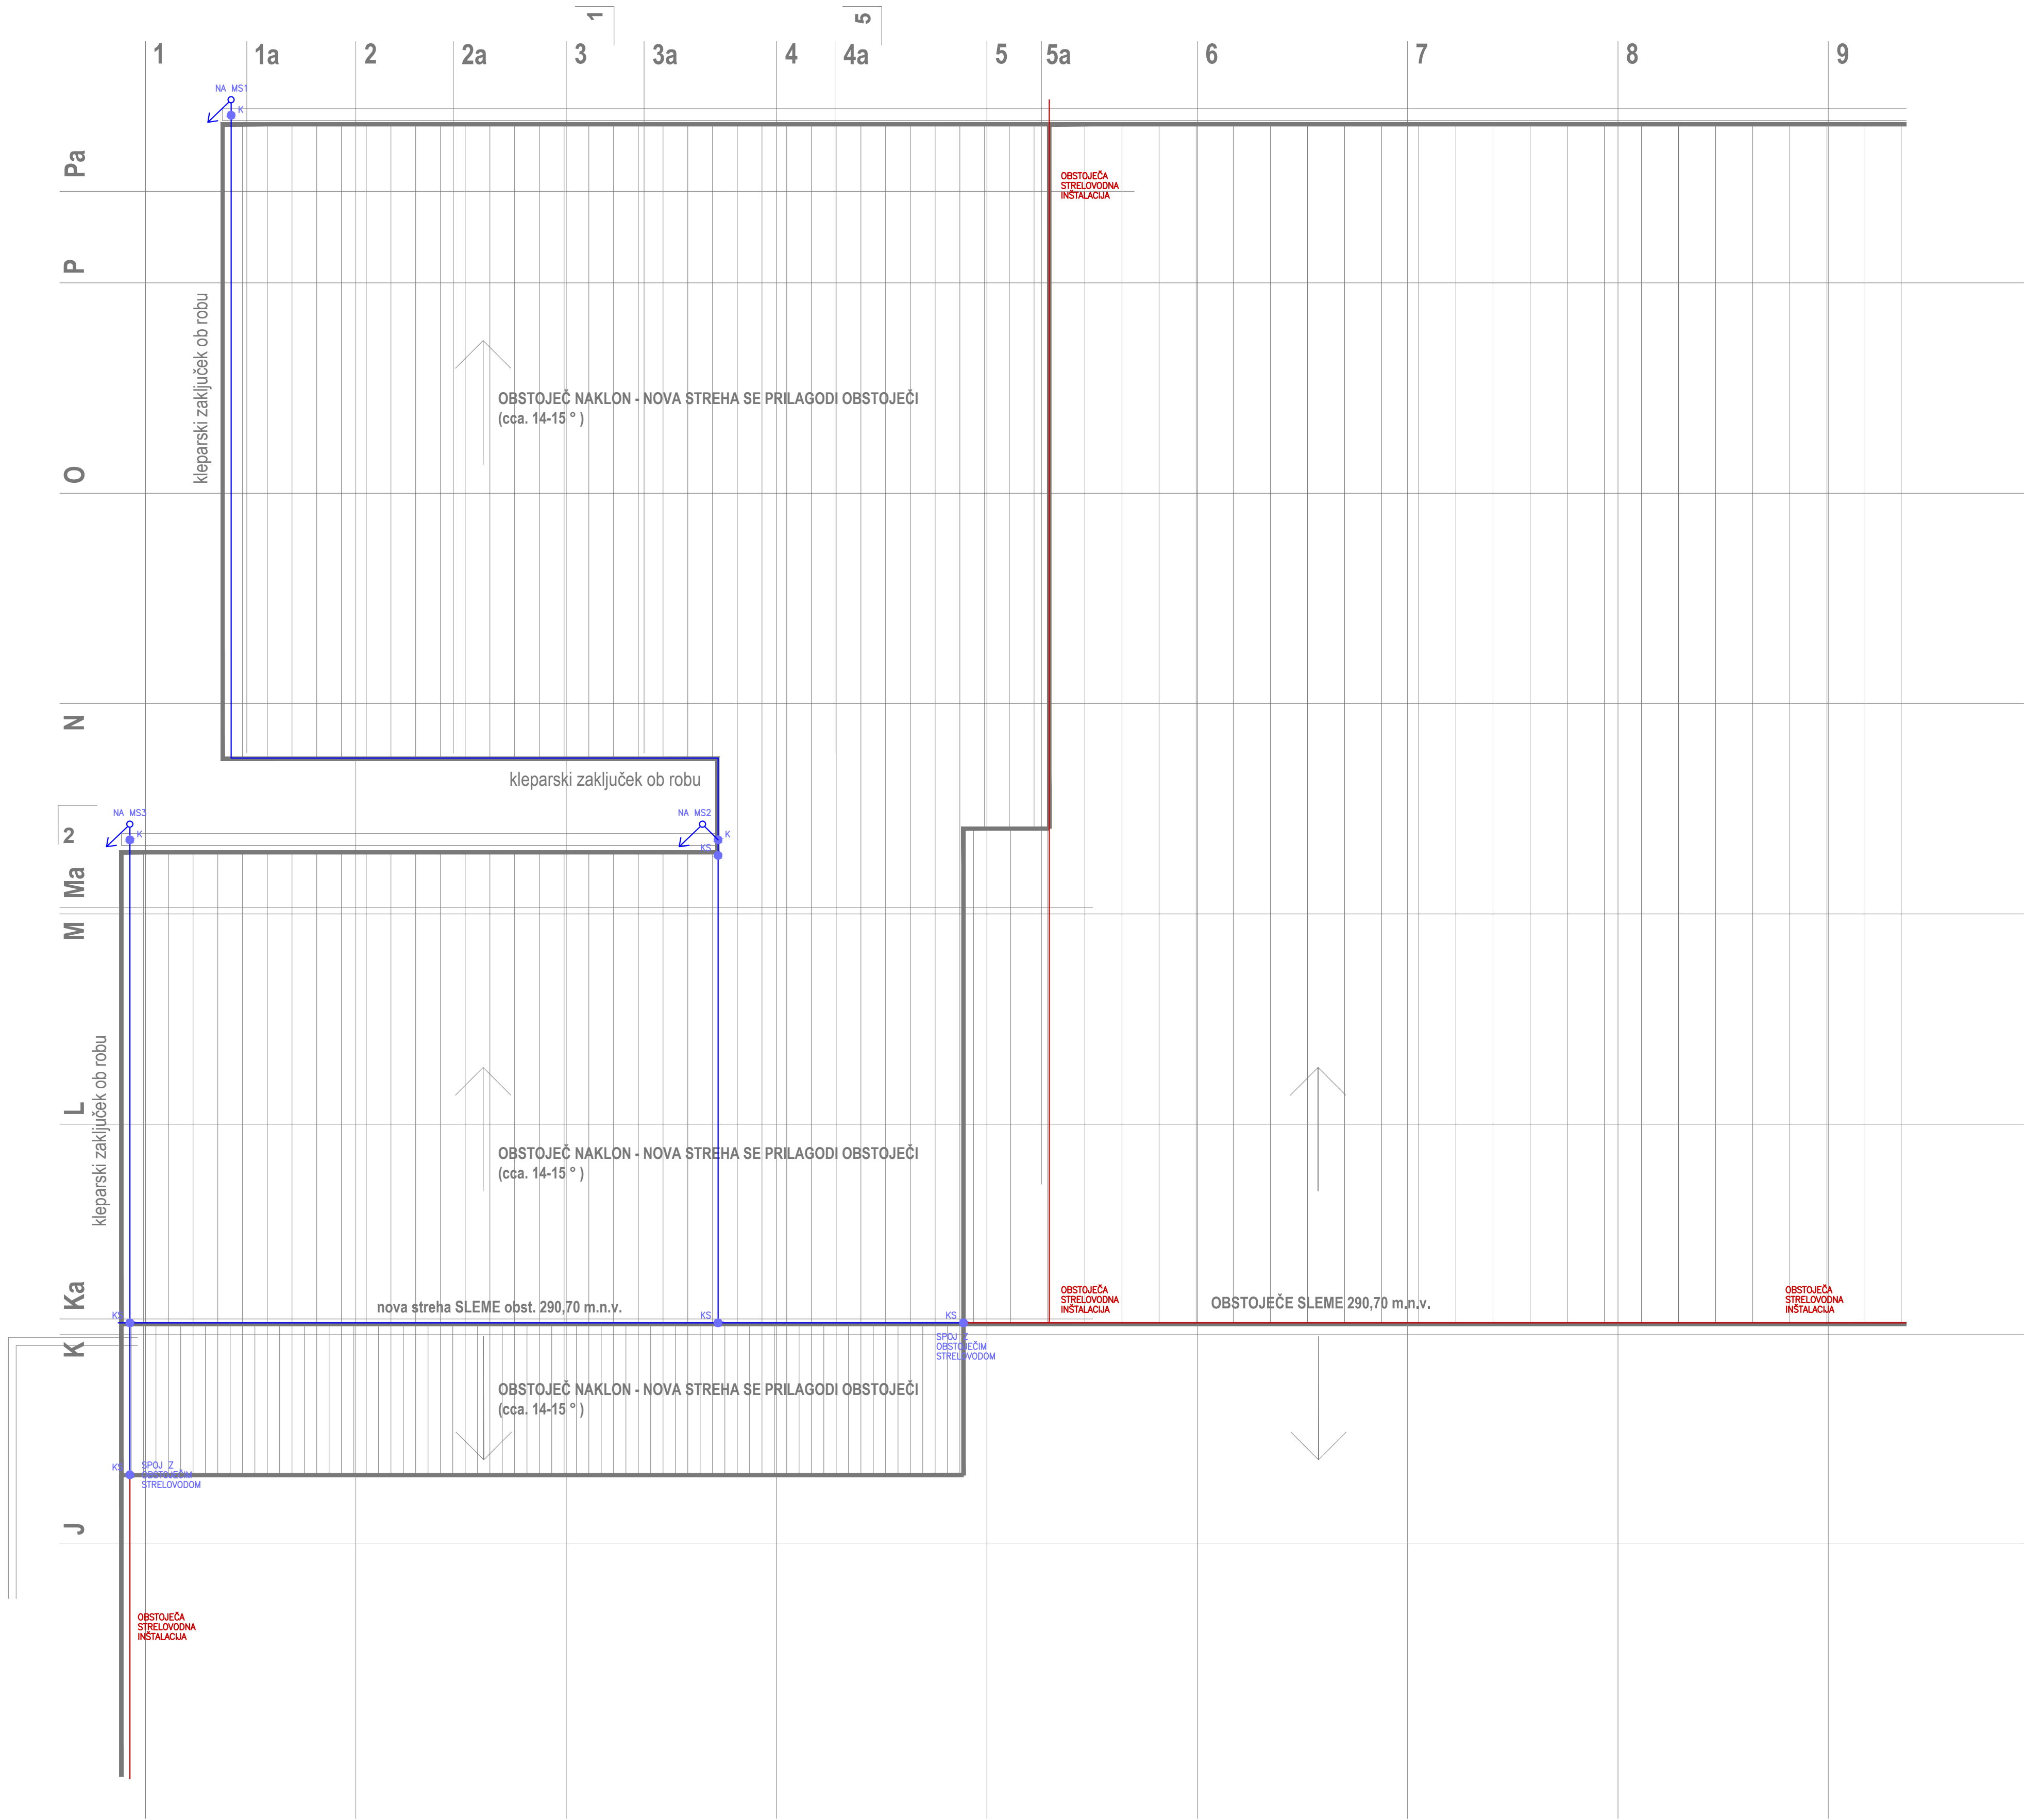 1
5
1
1a
2
2a
3
3a
4
4a
5
5a
6
7
8
9
NA MS1
K
Pa
OBSTOJEČA
STRELOVODNA
INŠTALACIJA
P
kleparski zaključek ob robu
OBSTOJEČ NAKLON - NOVA STREHA SE PRILAGODI OBSTOJEČI
(cca. 14-15 ° )
O
N
kleparski zaključek ob robu
NA MS3
K
NA MS2
K
KS
2
Ma
M
kleparski zaključek ob robu
L
OBSTOJEČ NAKLON - NOVA STREHA SE PRILAGODI OBSTOJEČI
(cca. 14-15 ° )
Ka
OBSTOJEČA
STRELOVODNA
INŠTALACIJA
OBSTOJEČA
STRELOVODNA
INŠTALACIJA
nova streha SLEME obst. 290,70 m.n.v.
OBSTOJEČE SLEME 290,70 m.n.v.
KS
KS
KS
SPOJ Z
OBSTOJEČIM
STRELOVODOM
K
OBSTOJEČ NAKLON - NOVA STREHA SE PRILAGODI OBSTOJEČI
(cca. 14-15 ° )
KS
SPOJ Z
OBSTOJEČIM
STRELOVODOM
J
OBSTOJEČA
STRELOVODNA
INŠTALACIJA